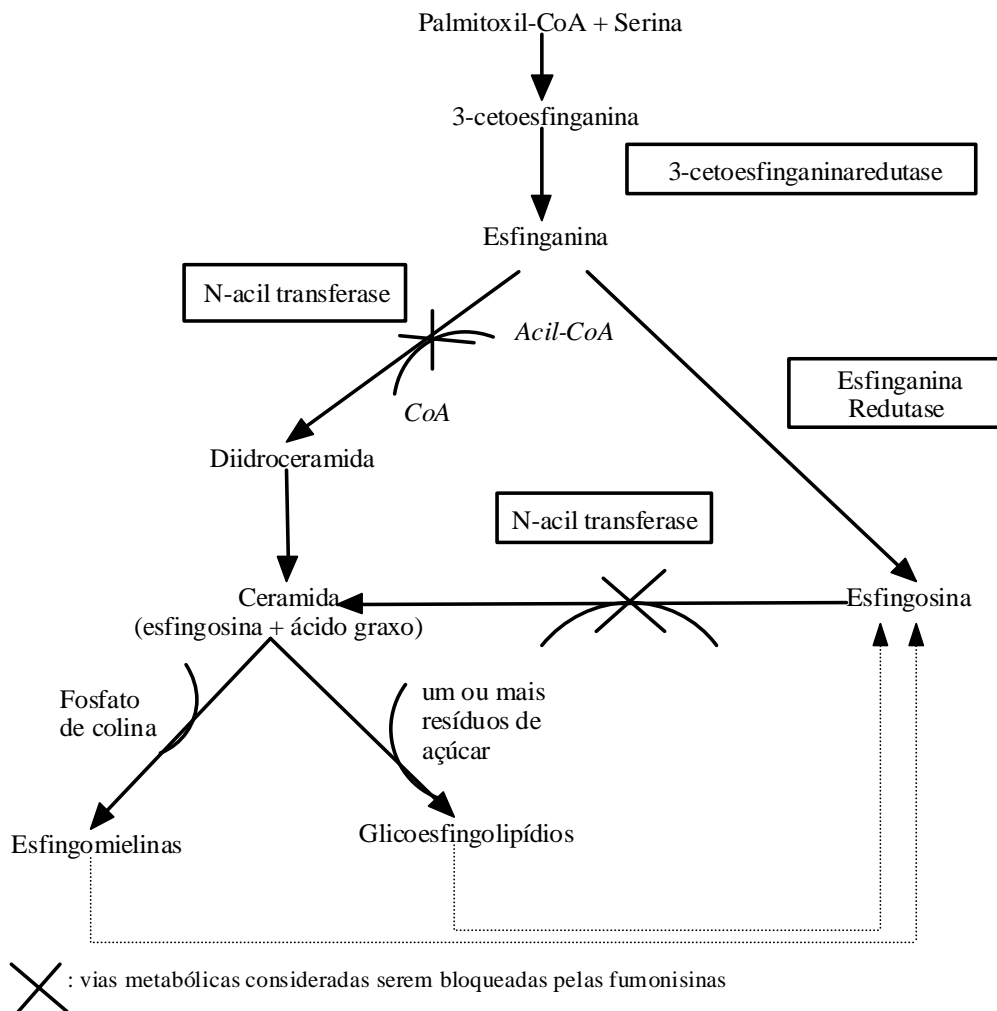 Palmitoxil-CoA + Serina
3-cetoesfinganina
3-cetoesfinganinaredutase
Esfinganina
N-acil transferase
Acil-CoA
CoA
Esfinganina
Redutase
Diidroceramida
N-acil transferase
Ceramida
(esfingosina + ácido graxo)
Esfingosina
Fosfato
de colina
um ou mais
resíduos de
açúcar
Esfingomielinas
Glicoesfingolipídios
: vias metabólicas consideradas serem bloqueadas pelas fumonisinas